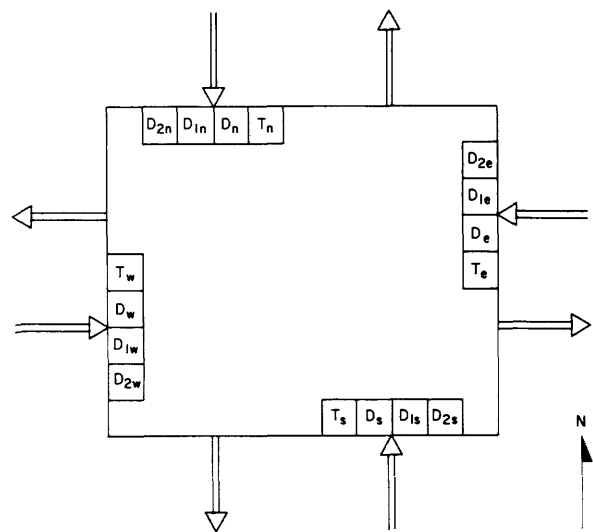 D2n D1n Dn Tn
D2e
D1e
De
Te
Tw
Dw
D1w
D2w
Ts Ds D1s D2s
N